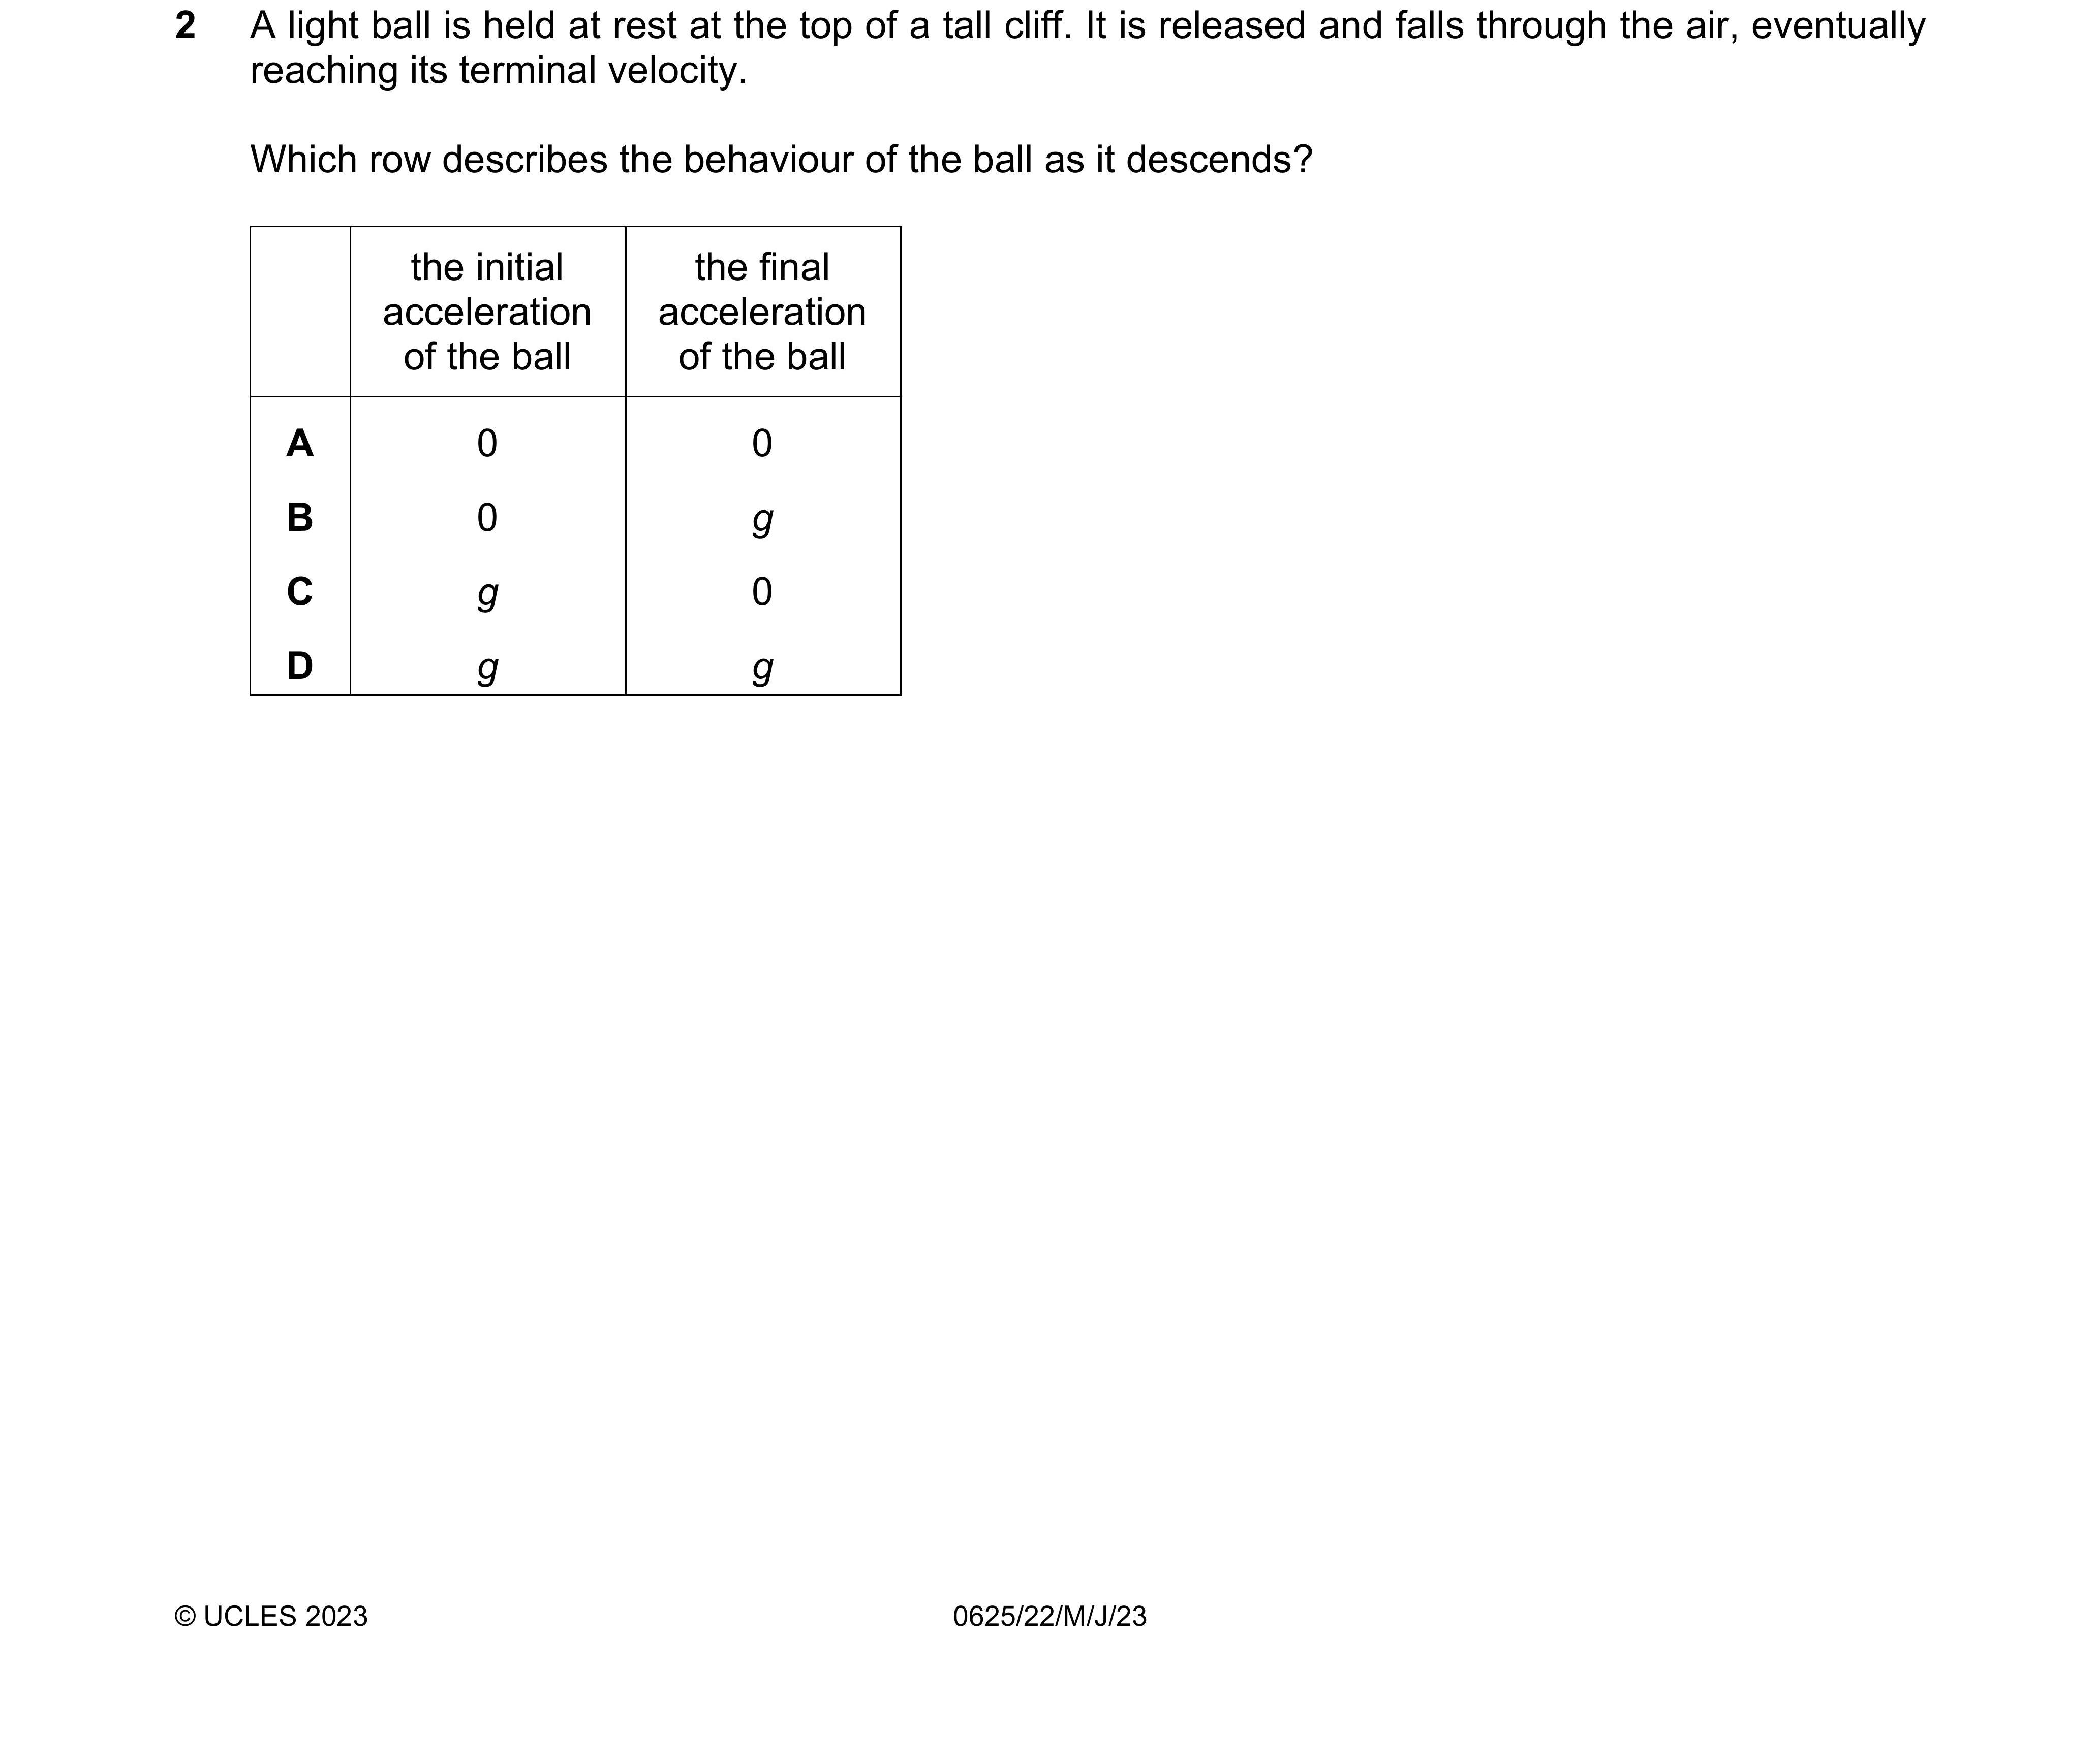 2 A light ball is held at rest at the top of a tall cliff. It is released and falls through the air, eventually
reaching its terminal velocity.
Which row describes the behaviour of the ball as it descends?
the initial acceleration of the ball the final acceleration of the ball
A 0 0
B 0 g
C g 0
D g g
© UCLES 2023 0625/22/M/J/23